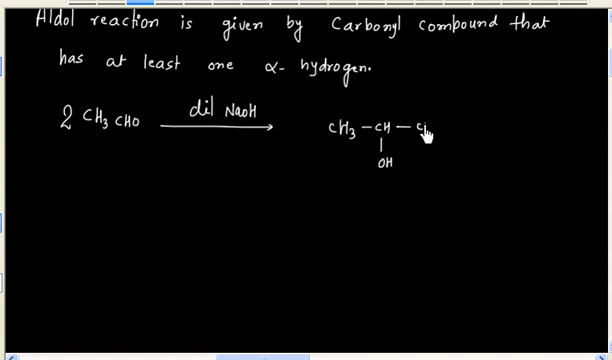 Aldol reaction is given by Carbonyl compound that
has at least one α- hydrogen.
2 CH3 CHO dil NaOH CH3 - CH - C
OH